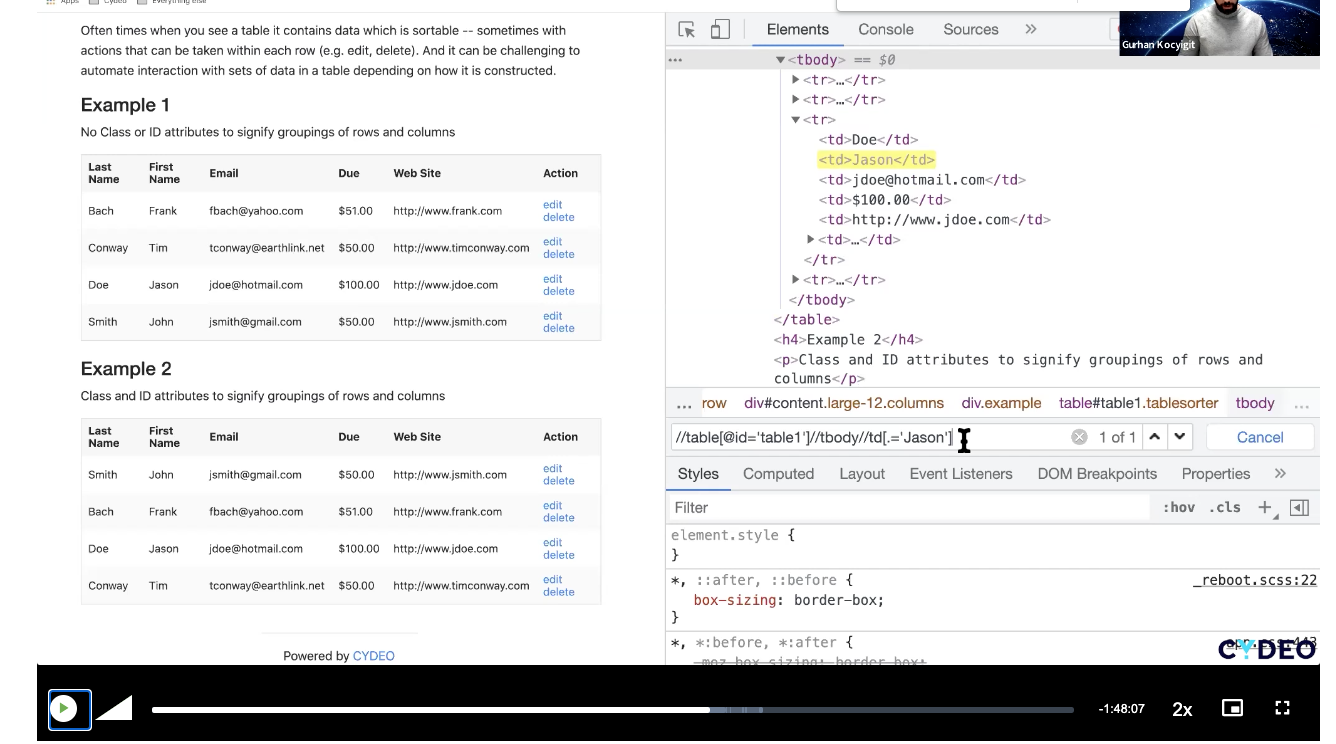 Apps Cydeo Everything else
Often times when you see a table it contains data which is sortable -- sometimes with
actions that can be taken within each row (e.g. edit, delete). And it can be challenging to
automate interaction with sets of data in a table depending on how it is constructed.
Example 1
No Class or ID attributes to signify groupings of rows and columns
Last Name First Name Email Due Web Site Action
Bach Frank fbach@yahoo.com $51.00 http://www.frank.com edit delete
Conway Tim tconway@earthlink.net $50.00 http://www.timconway.com edit delete
Doe Jason jdoe@hotmail.com $100.00 http://www.jdoe.com edit delete
Smith John jsmith@gmail.com $50.00 http://www.jsmith.com edit delete
Example 2
Class and ID attributes to signify groupings of rows and columns
Last Name First Name Email Due Web Site Action
Smith John jsmith@gmail.com $50.00 http://www.jsmith.com edit delete
Bach Frank fbach@yahoo.com $51.00 http://www.frank.com edit delete
Doe Jason jdoe@hotmail.com $100.00 http://www.jdoe.com edit delete
Conway Tim tconway@earthlink.net $50.00 http://www.timconway.com edit delete
Powered by CYDEO
Elements Console Sources »
Gurhan Kocyigit
… ▼<tbody> == $0
▶<tr>…</tr>
▶<tr>…</tr>
▼<tr>
<td>Doe</td>
<td>Jason</td>
<td>jdoe@hotmail.com</td>
<td>$100.00</td>
<td>http://www.jdoe.com</td>
▶<td>…</td>
</tr>
▶<tr>…</tr>
</tbody>
</table>
<h4>Example 2</h4>
<p>Class and ID attributes to signify groupings of rows and
columns</p>
… row div#content.large-12.columns div.example table#table1.tablesorter tbody …
//table[@id='table1']//tbody//td[.='Jason'] 1 of 1 Cancel
Styles Computed Layout Event Listeners DOM Breakpoints Properties »
Filter :hov .cls +
element.style {
}
*, ::after, ::before { _reboot.scss:22
box-sizing: border-box;
}
*, *:before, *:after {
-moz-box-sizing: border-box;
CYDEO
-1:48:07 2x